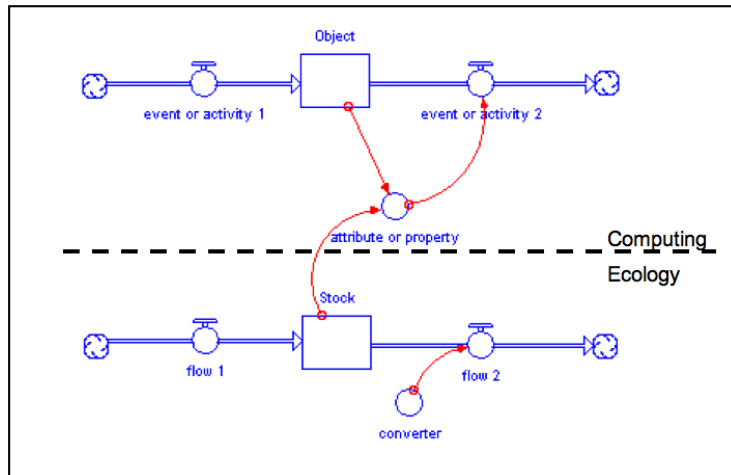 Object
event or activity 1
event or activity 2
attribute or property
Computing
Ecology
Stock
flow 1
flow 2
converter